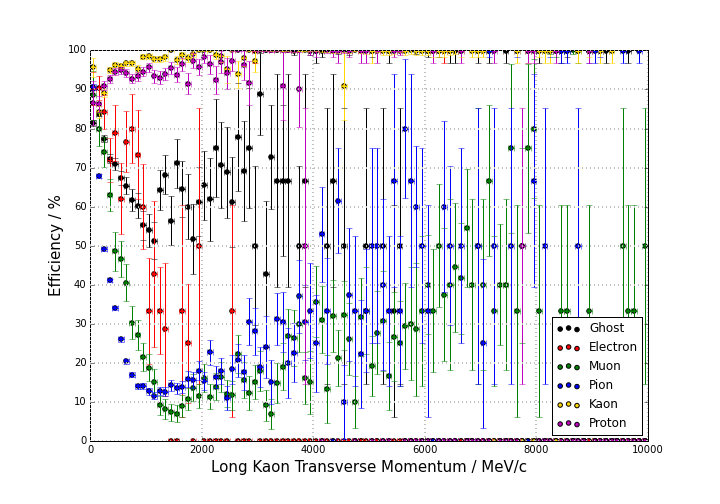 100
90
80
70
60
50
40
30
20
10
0
Efficiency / %
0
2000
4000
6000
8000
10000
Long Kaon Transverse Momentum / MeV/c
Ghost
Electron
Muon
Pion
Kaon
Proton